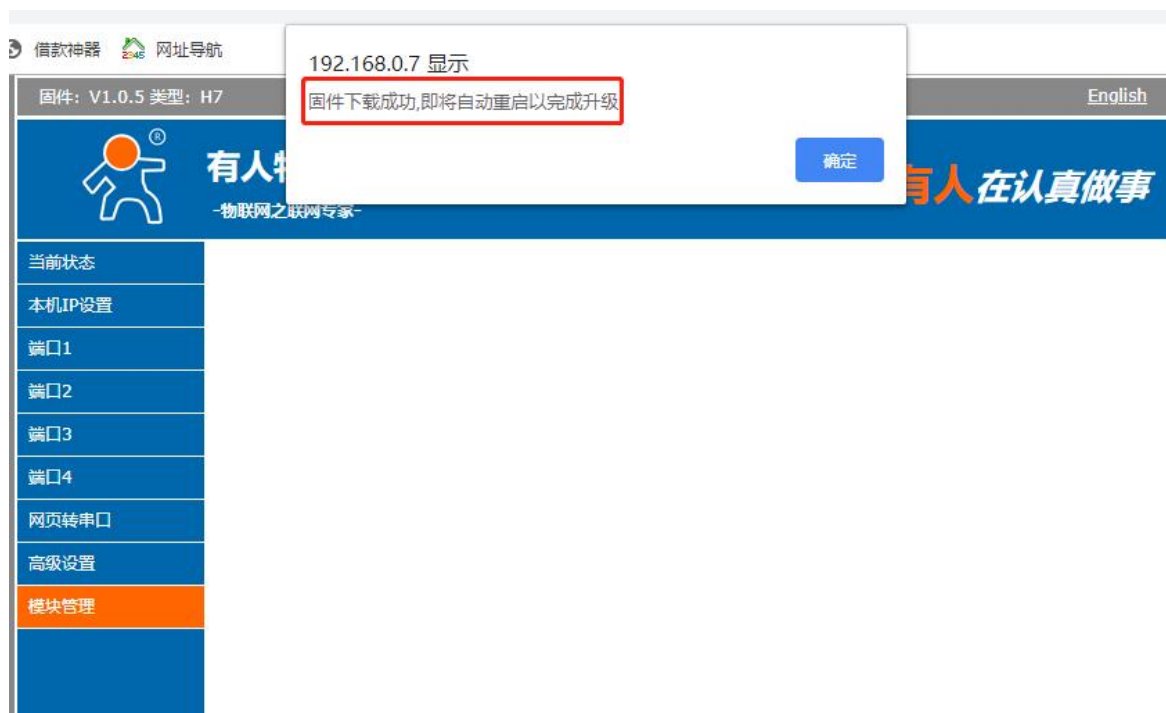 借款神器 2345 网址导航
192.168.0.7 显示
固件下载成功,即将自动重启以完成升级
确定
固件: V1.0.5 类型: H7
English
®
有人
有人在认真做事
-物联网之联网专家-
当前状态
本机IP设置
端口1
端口2
端口3
端口4
网页转串口
高级设置
模块管理